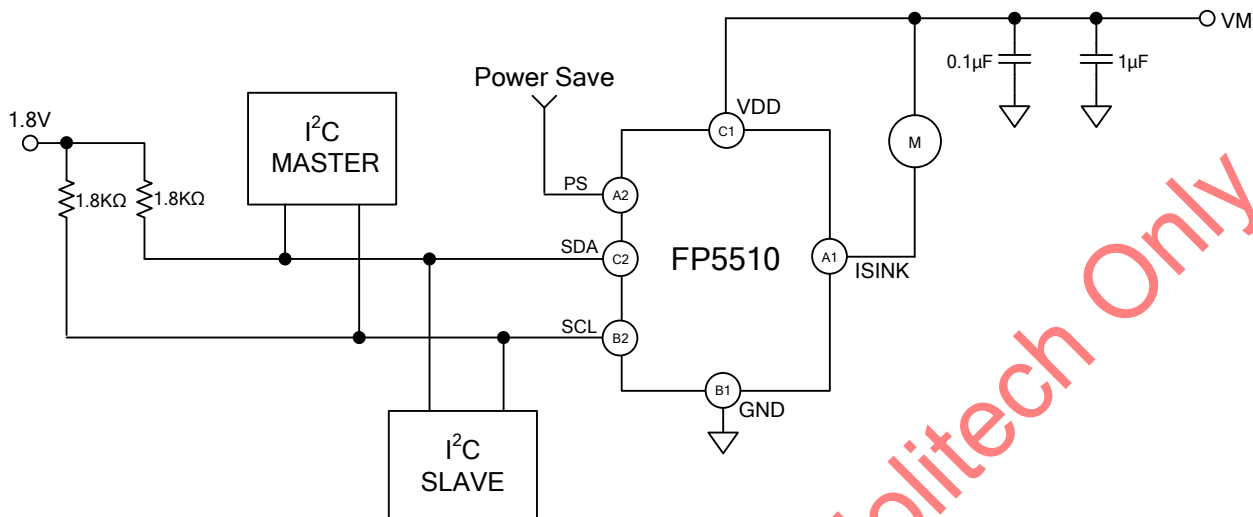 VM
0.1µF
1µF
Power Save
VDD
C1
1.8V
I²C
MASTER
M
1.8KΩ
1.8KΩ
PS
A2
SDA
C2
FP5510
A1
ISINK
SCL
B2
B1
GND
I²C
SLAVE
olitech Only